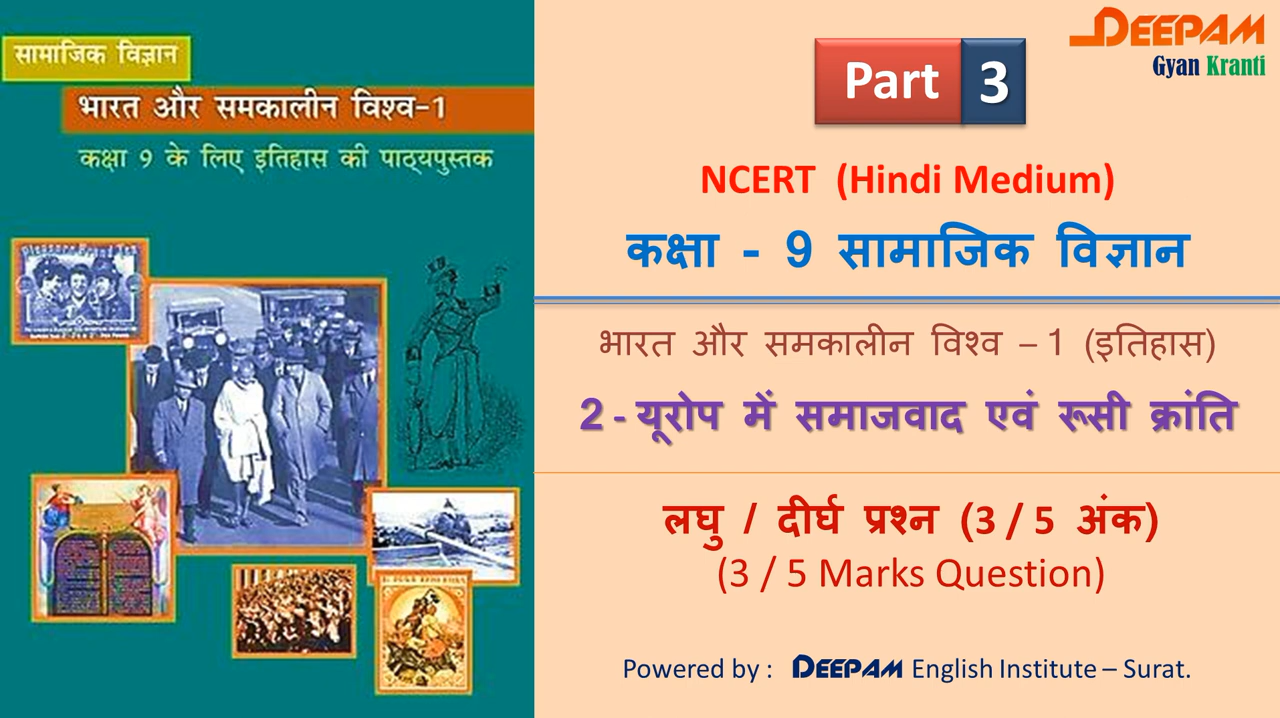 सामाजिक विज्ञान
भारत और समकालीन विश्व-1
कक्षा 9 के लिए इतिहास की पाठ्यपुस्तक
DEEPAM
Gyan Kranti
Part 3
NCERT (Hindi Medium)
कक्षा - 9 सामाजिक विज्ञान
भारत और समकालीन विश्व – 1 (इतिहास)
2 - यूरोप में समाजवाद एवं रूसी क्रांति
लघु / दीर्घ प्रश्न (3 / 5 अंक)
(3 / 5 Marks Question)
Powered by : DEEPAM English Institute – Surat.